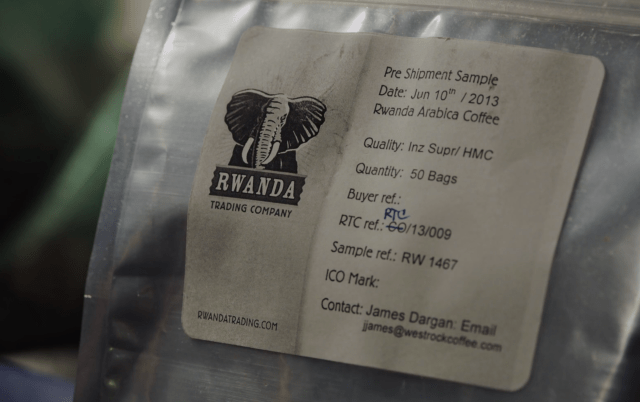 RWANDA
TRADING COMPANY
RWANDATRADING.COM
Pre Shipment Sample
Date: Jun 10th / 2013
Rwanda Arabica Coffee
Quality: Inz Supr/ HMC
Quantity: 50 Bags
Buyer ref.:
RTC
RTC ref.: CO/13/009
Sample ref.: RW 1467
ICO Mark:
Contact: James Dargan: Email
jjames@westrockcoffee.com